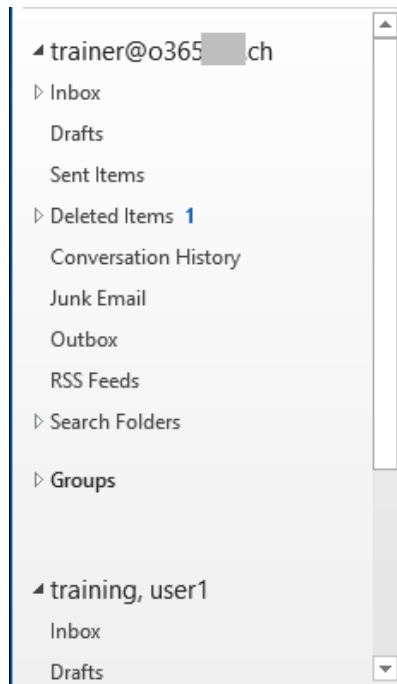 trainer@o365 .ch
Inbox
Drafts
Sent Items
Deleted Items 1
Conversation History
Junk Email
Outbox
RSS Feeds
Search Folders
Groups
training, user1
Inbox
Drafts